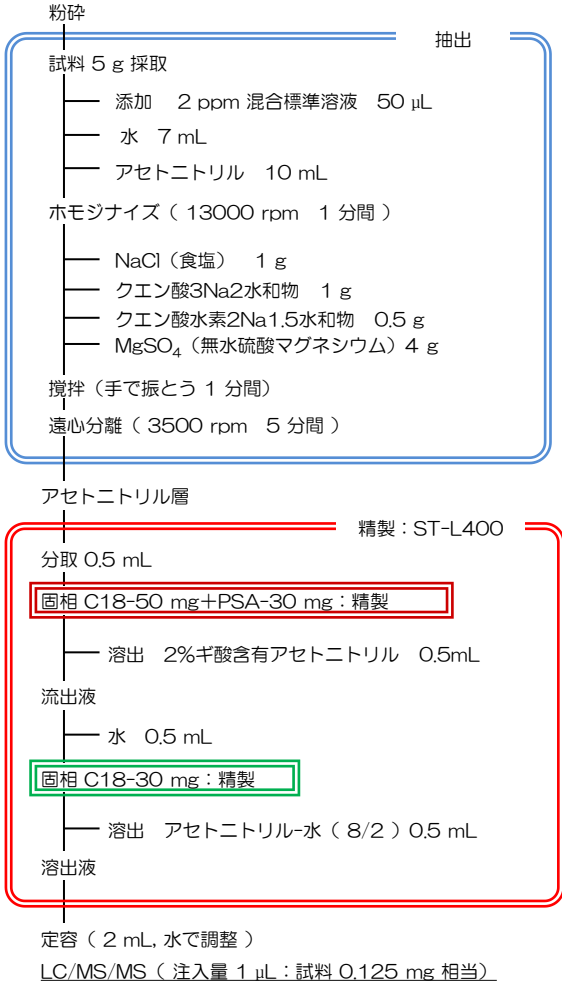 粉砕
抽出
試料 5 g 採取
添加 2 ppm 混合標準溶液 50 µL
水 7 mL
アセトニトリル 10 mL
ホモジナイズ（ 13000 rpm 1 分間 ）
NaCl（食塩） 1 g
クエン酸3Na2水和物 1 g
クエン酸水素2Na1.5水和物 0.5 g
MgSO₄（無水硫酸マグネシウム）4 g
撹拌（手で振とう 1 分間）
遠心分離（ 3500 rpm 5 分間 ）
アセトニトリル層
精製：ST-L400
分取 0.5 mL
固相 C18-50 mg＋PSA-30 mg：精製
溶出 2%ギ酸含有アセトニトリル 0.5mL
流出液
水 0.5 mL
固相 C18-30 mg：精製
溶出 アセトニトリル-水（ 8/2 ）0.5 mL
溶出液
定容（ 2 mL, 水で調整 ）
LC/MS/MS（ 注入量 1 µL：試料 0.125 mg 相当）